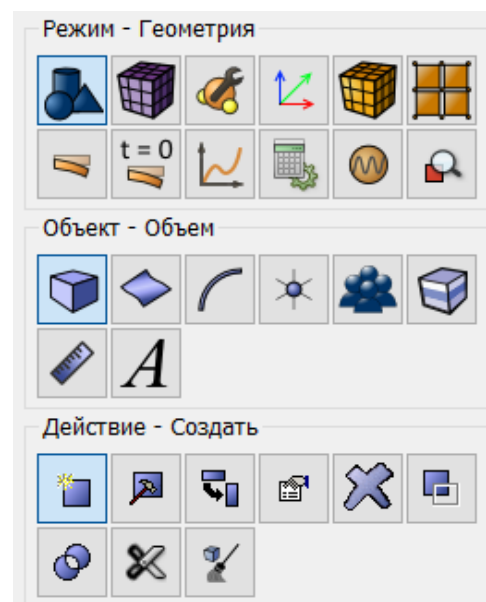 Режим - Геометрия
t = 0
Объект - Объем
A
Действие - Создать